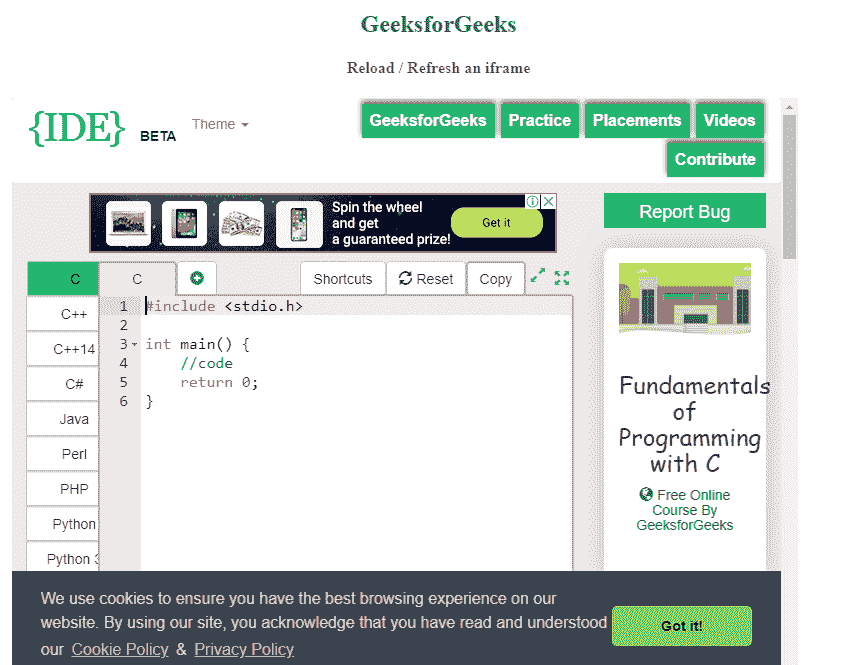 GeeksforGeeks
Reload / Refresh an iframe
{IDE} BETA
Theme
GeeksforGeeks
Practice
Placements
Videos
Contribute
Spin the wheel
and get
a guaranteed prize!
Get it
Report Bug
C
C++
C++14
C#
Java
Perl
PHP
Python
Python 3
C
Shortcuts
Reset
Copy
1 #include <stdio.h>
2
3 int main() {
4 //code
5 return 0;
6 }
Fundamentals
of
Programming
with C
Free Online
Course By
GeeksforGeeks
We use cookies to ensure you have the best browsing experience on our
website. By using our site, you acknowledge that you have read and understood
our Cookie Policy & Privacy Policy
Got it!